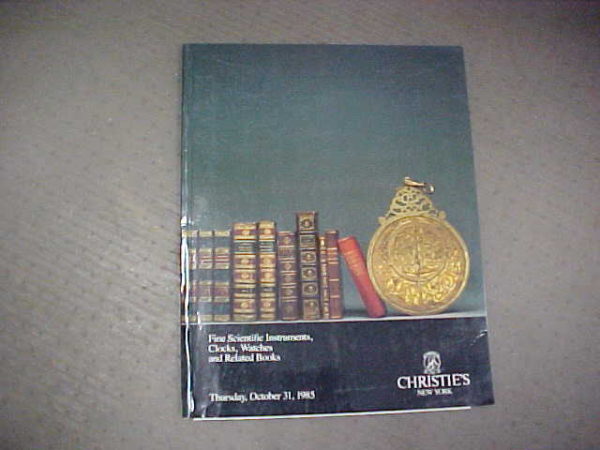 Fine Scientific Instruments,
Clocks, Watches
and Related Books
Thursday, October 31, 1985
CHRISTIE'S
NEW YORK